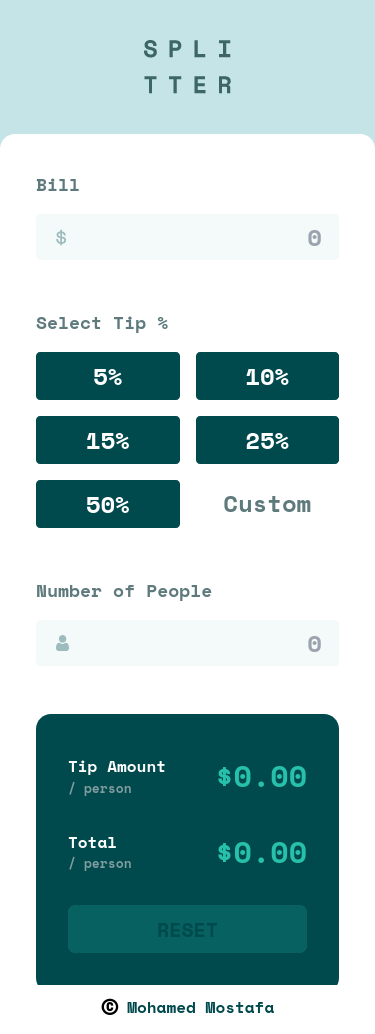 SPLI
TTER
Bill
$ 0
Select Tip %
5% 10%
15% 25%
50% Custom
Number of People
0
Tip Amount
/ person
$0.00
Total
/ person
$0.00
RESET
© Mohamed Mostafa